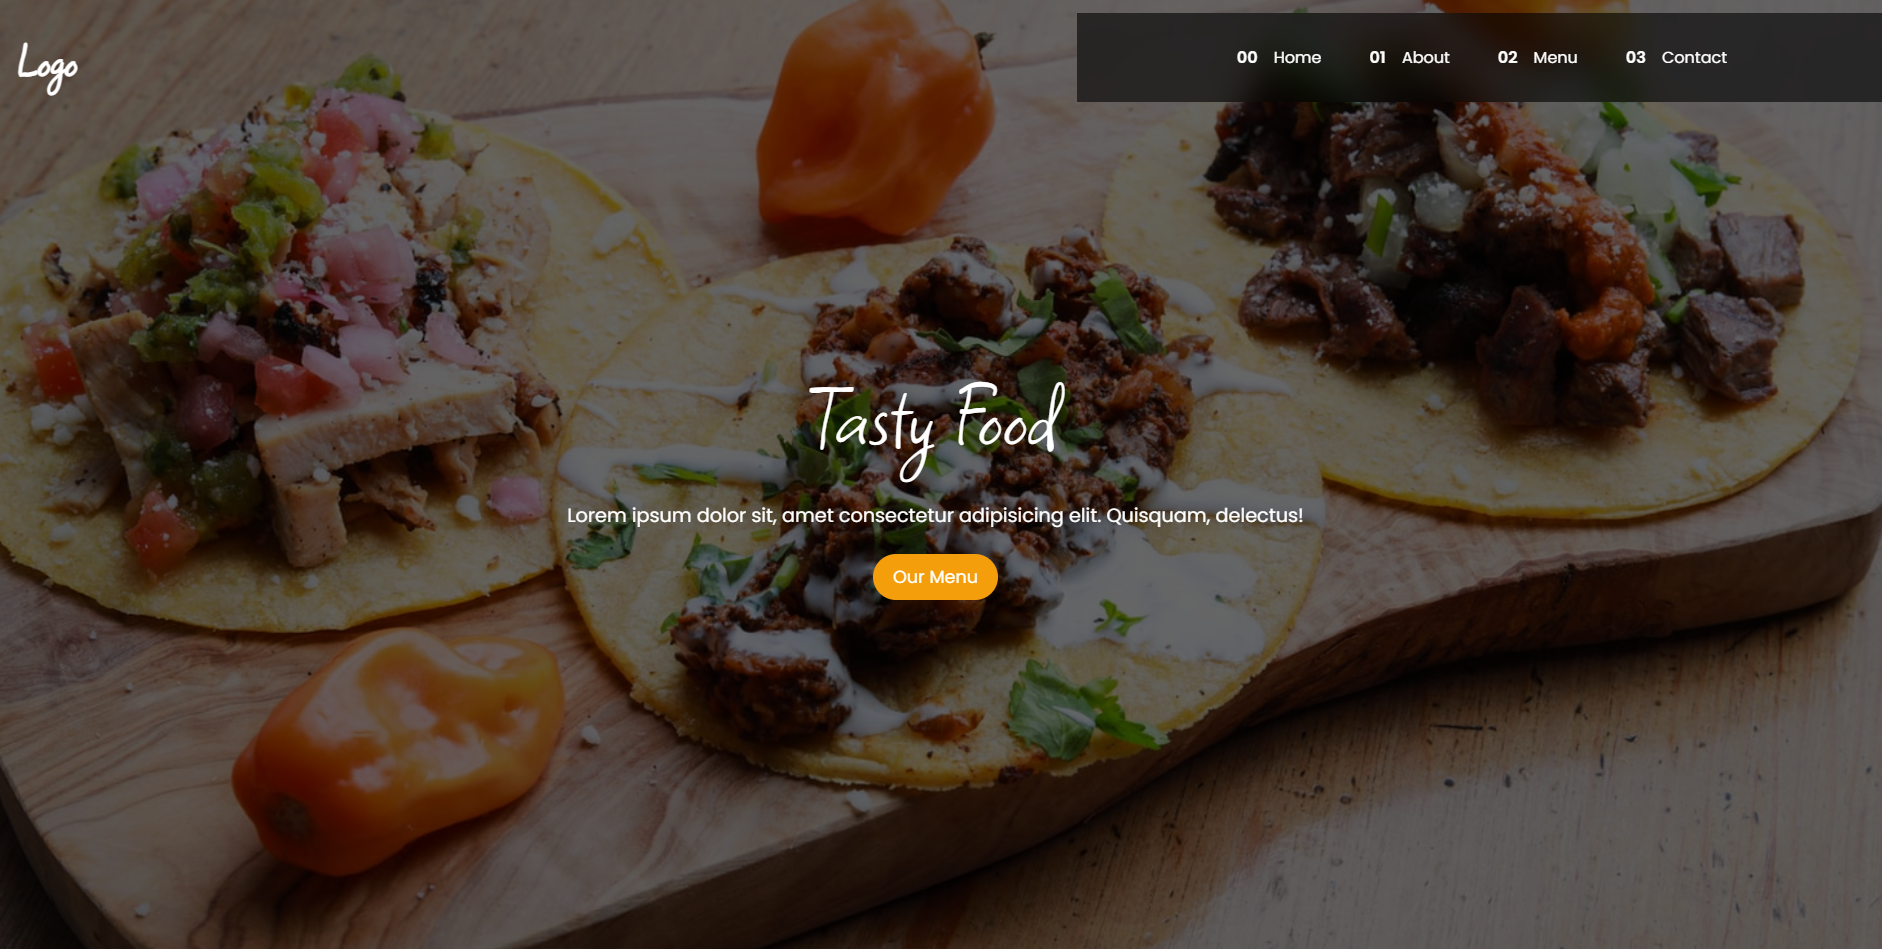 Logo
00 Home 01 About 02 Menu 03 Contact
Tasty Food
Lorem ipsum dolor sit, amet consectetur adipisicing elit. Quisquam, delectus!
Our Menu